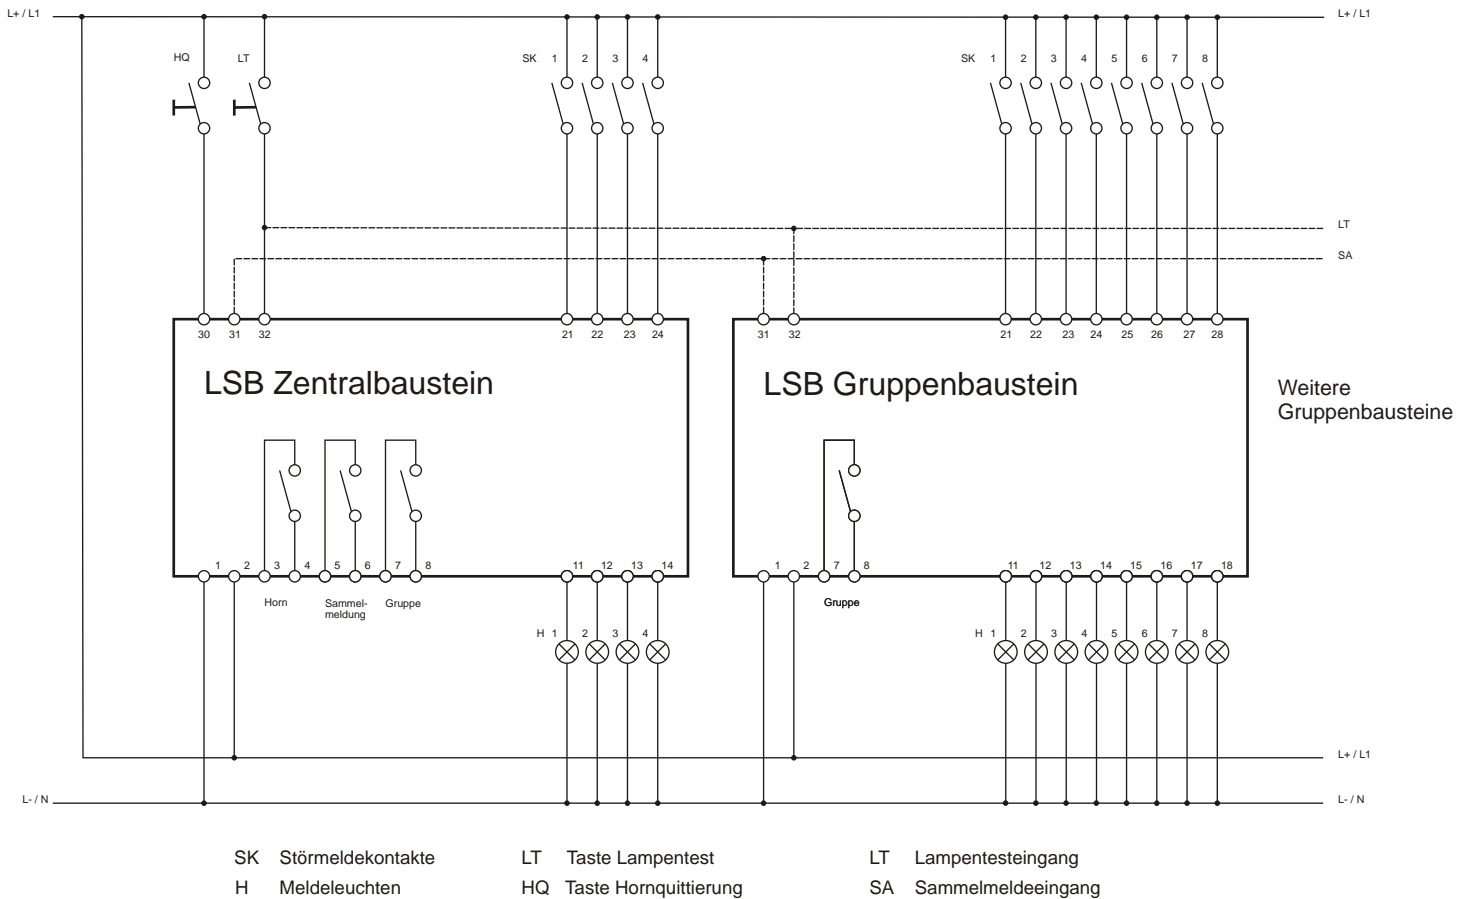 L+ / L1 L+ / L1
HQ LT SK 1 2 3 4 SK 1 2 3 4 5 6 7 8
LT
SA
30 31 32 21 22 23 24 31 32 21 22 23 24 25 26 27 28
LSB Zentralbaustein LSB Gruppenbaustein
Weitere
Gruppenbausteine
1 2 3 4 5 6 7 8 11 12 13 14 1 2 7 8 11 12 13 14 15 16 17 18
Horn Sammel- Gruppe Gruppe
meldung
H 1 2 3 4 H 1 2 3 4 5 6 7 8
L+ / L1
L- / N L- / N
SK Störmeldekontakte LT Taste Lampentest LT Lampentesteingang
H Meldeleuchten HQ Taste Hornquittierung SA Sammelmeldeeingang